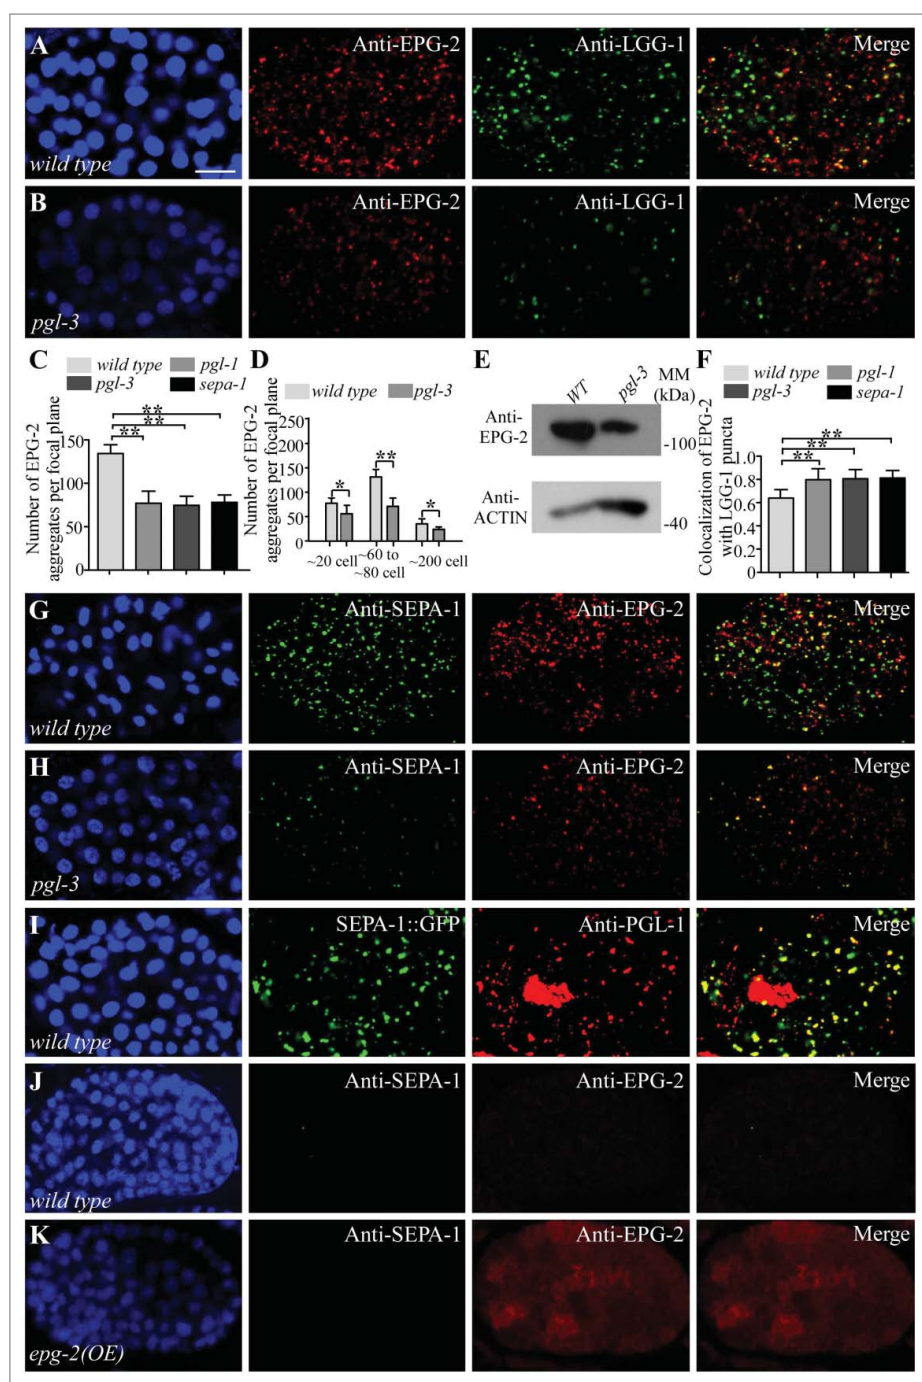 A
Anti-EPG-2
Anti-LGG-1
Merge
wild type
B
Anti-EPG-2
Anti-LGG-1
Merge
pgl-3
C
wild type
pgl-1
pgl-3
sepa-1
Number of EPG-2
aggregates per focal plane
150
100
50
0
**
**
**
D
wild type
pgl-3
Number of EPG-2
aggregates per focal plane
250
200
150
100
50
0
*
**
*
~20 cell
~60 to
~80 cell
~200 cell
E
WT
pgl-3
MM
(kDa)
Anti-
EPG-2
-100
Anti-
ACTIN
-40
F
wild type
pgl-1
pgl-3
sepa-1
Colocalization of EPG-2
with LGG-1 puncta
1.0
0.8
0.6
0.4
0.2
0
**
**
**
G
Anti-SEPA-1
Anti-EPG-2
Merge
wild type
H
Anti-SEPA-1
Anti-EPG-2
Merge
pgl-3
I
SEPA-1::GFP
Anti-PGL-1
Merge
wild type
J
Anti-SEPA-1
Anti-EPG-2
Merge
wild type
K
Anti-SEPA-1
Anti-EPG-2
Merge
epg-2(OE)